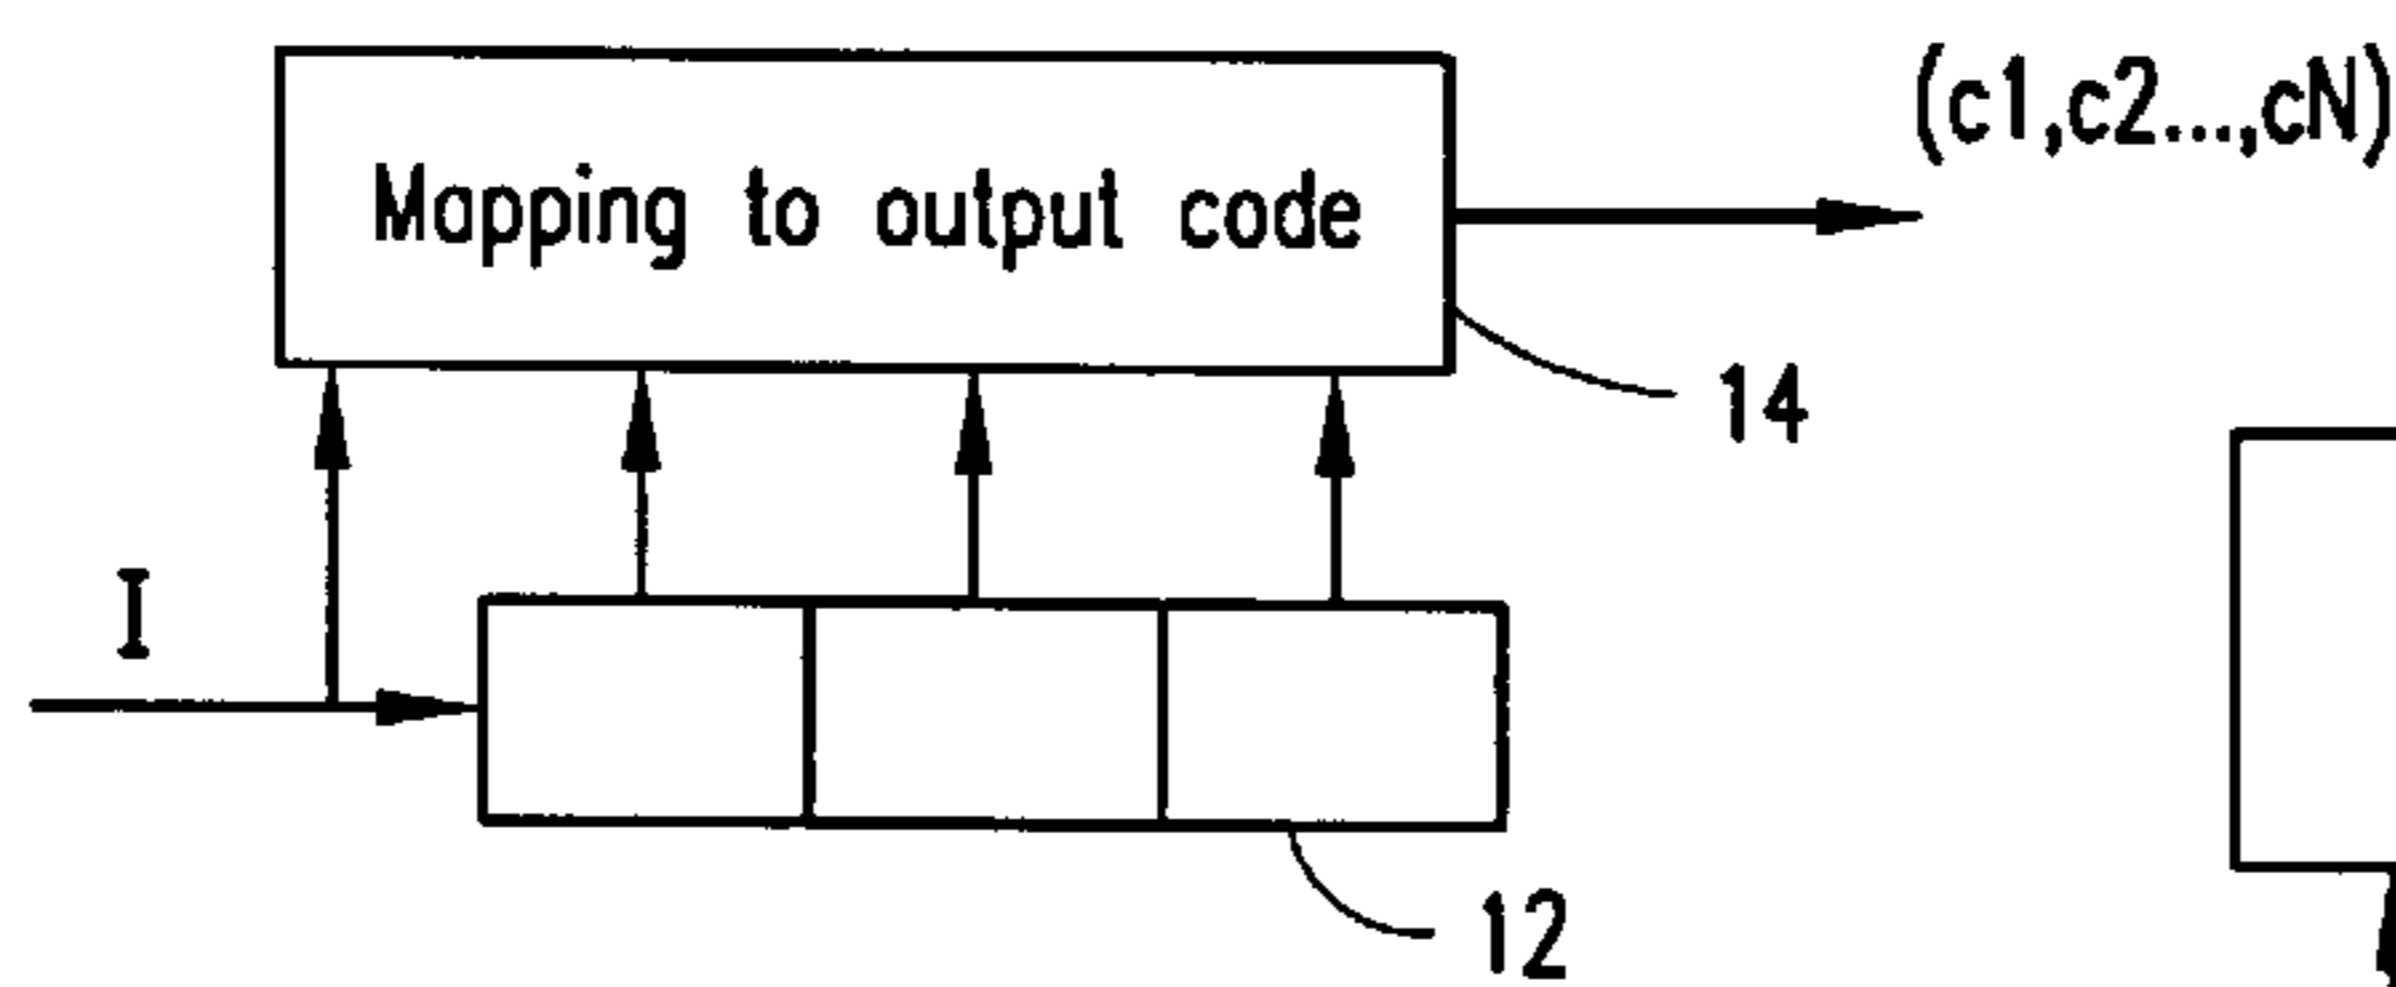 (c1,c2...,cN)
Mapping to output code
14
I
12